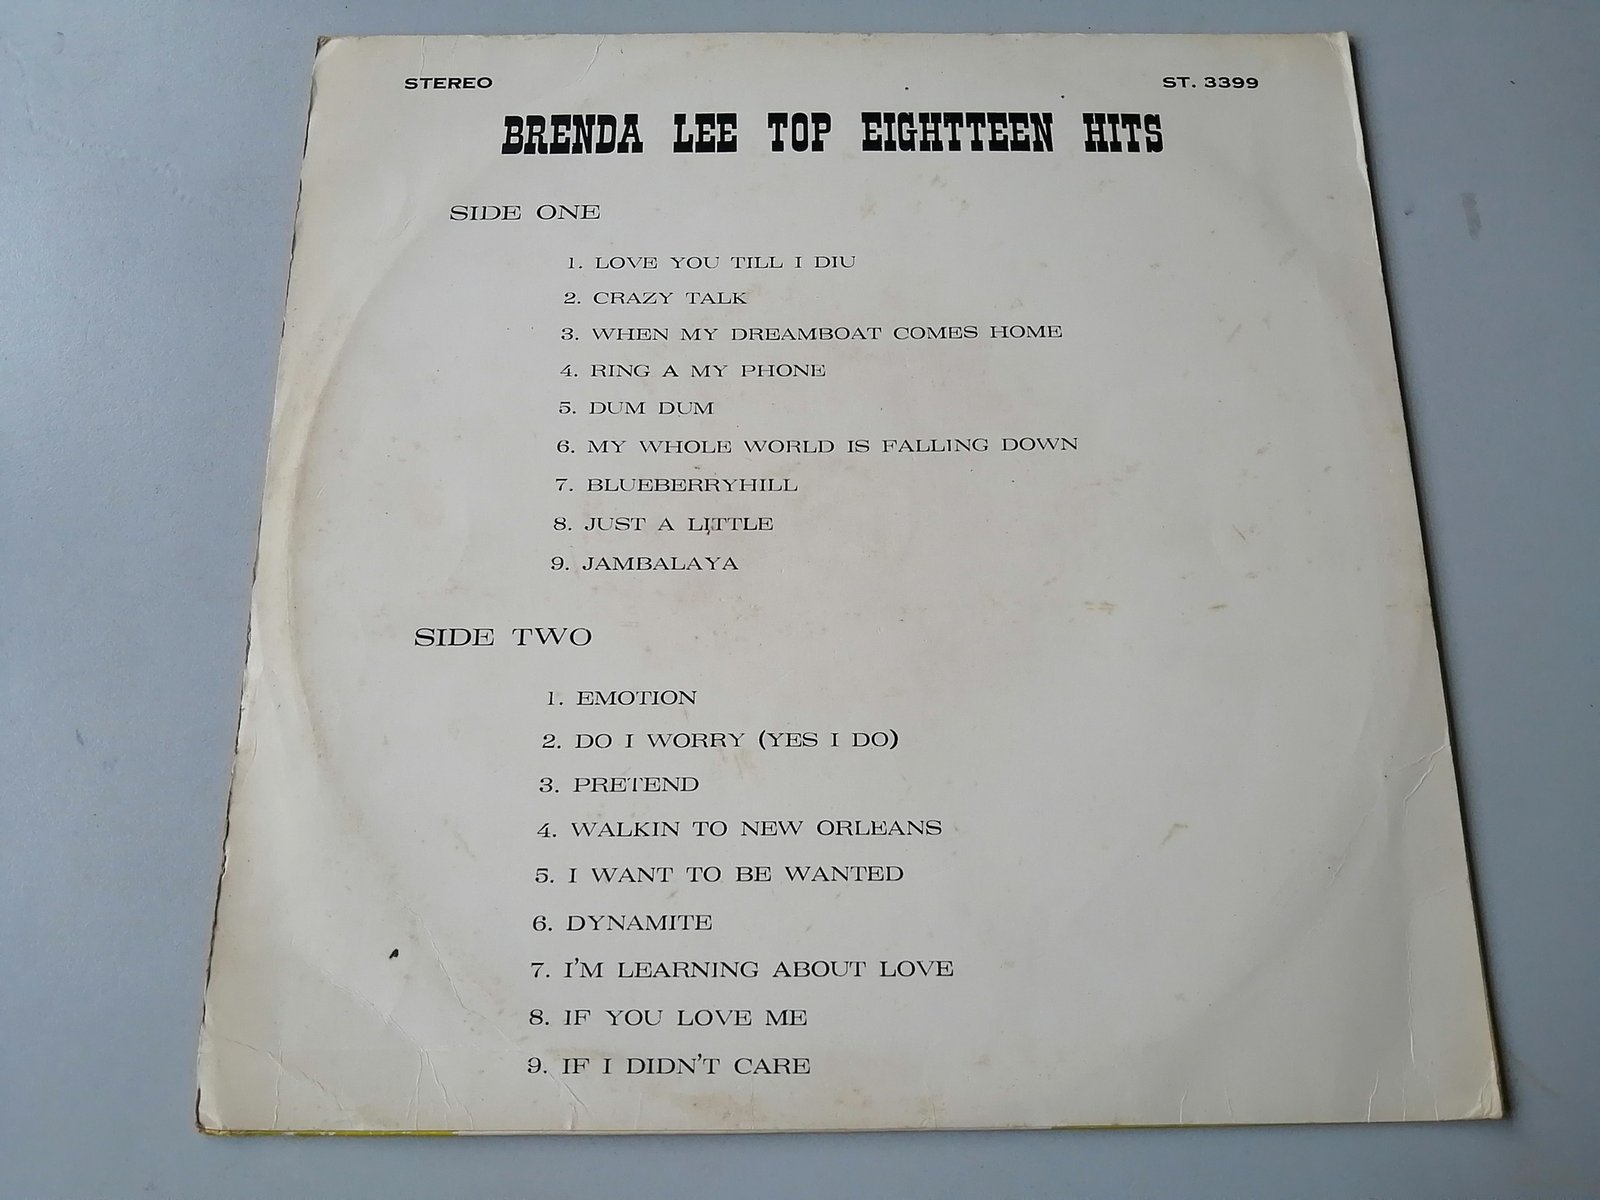 STEREO
ST. 3399
BRENDA LEE TOP EIGHTTEEN HITS
SIDE ONE
1. LOVE YOU TILL I DIU
2. CRAZY TALK
3. WHEN MY DREAMBOAT COMES HOME
4. RING A MY PHONE
5. DUM DUM
6. MY WHOLE WORLD IS FALLING DOWN
7. BLUEBERRYHILL
8. JUST A LITTLE
9. JAMBALAYA
SIDE TWO
1. EMOTION
2. DO I WORRY (YES I DO)
3. PRETEND
4. WALKIN TO NEW ORLEANS
5. I WANT TO BE WANTED
6. DYNAMITE
7. I'M LEARNING ABOUT LOVE
8. IF YOU LOVE ME
9. IF I DIDN'T CARE